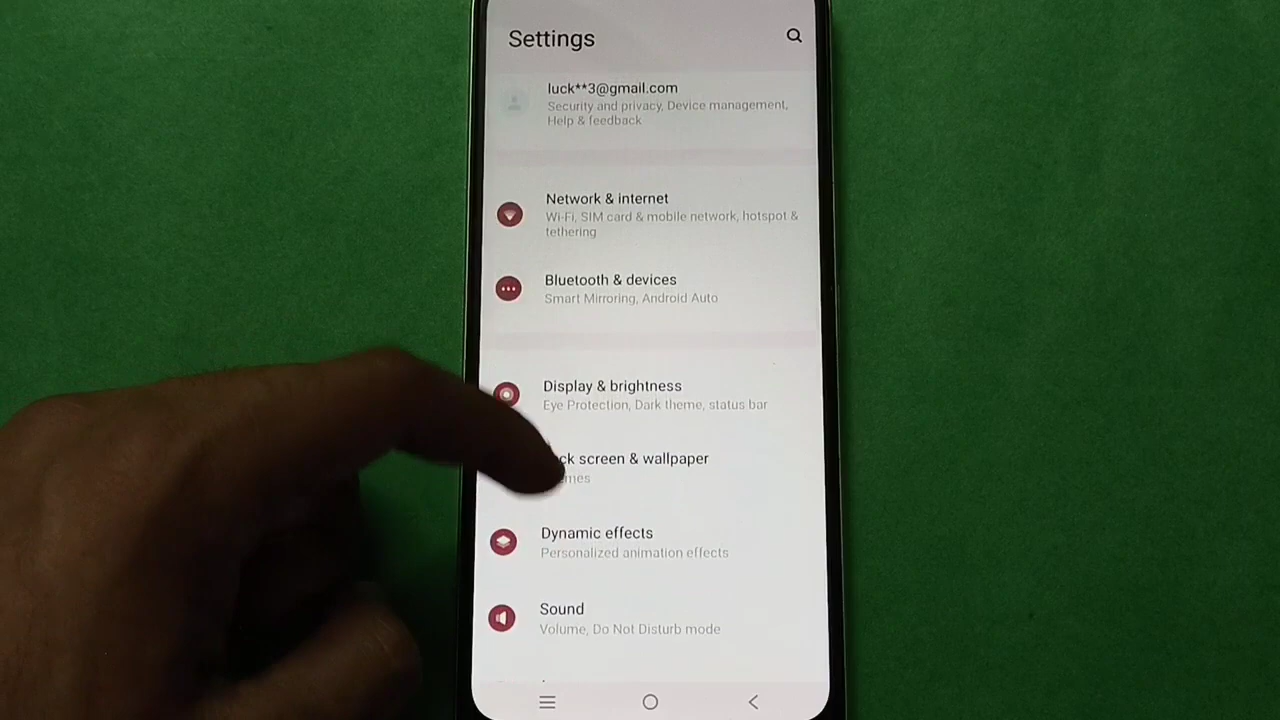 Settings
luck**3@gmail.com
Security and privacy, Device management,
Help & feedback
Network & internet
Wi-Fi, SIM card & mobile network, hotspot &
tethering
Bluetooth & devices
Smart Mirroring, Android Auto
Display & brightness
Eye Protection, Dark theme, status bar
screen & wallpaper
Dynamic effects
Personalized animation effects
Sound
Volume, Do Not Disturb mode